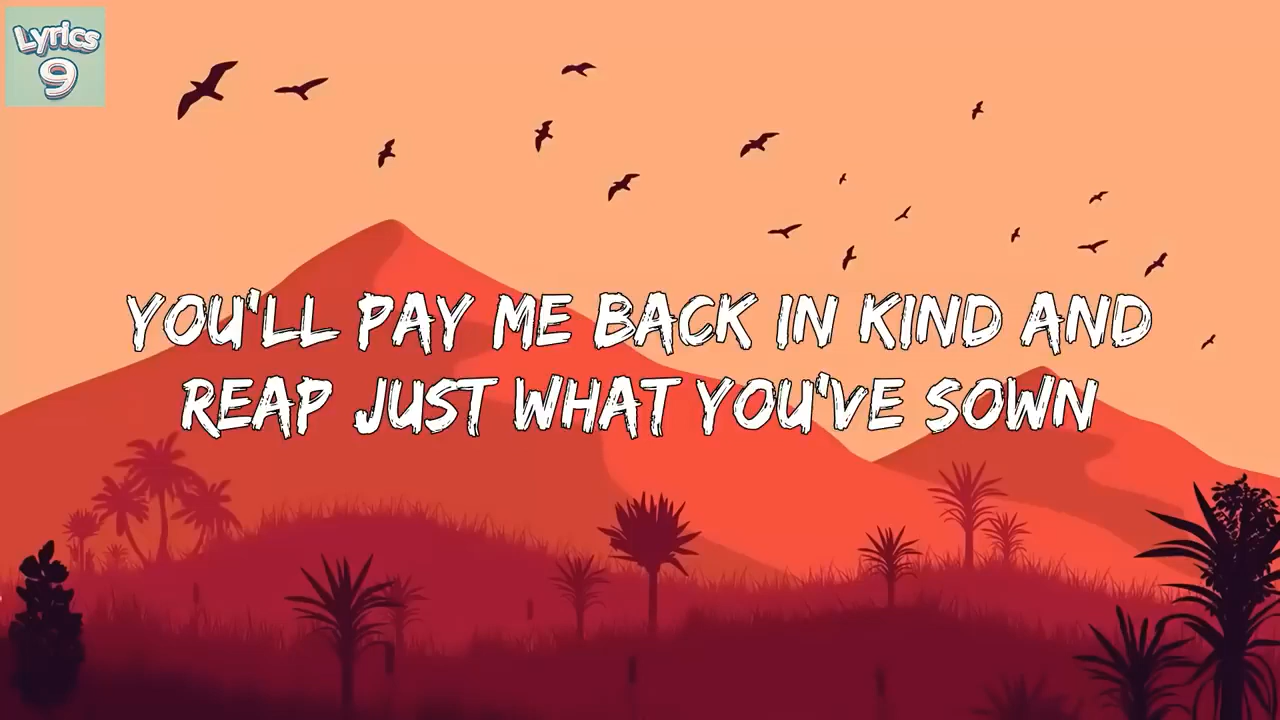 Lyrics
9
YOU'LL PAY ME BACK IN KIND AND
REAP JUST WHAT YOU'VE SOWN